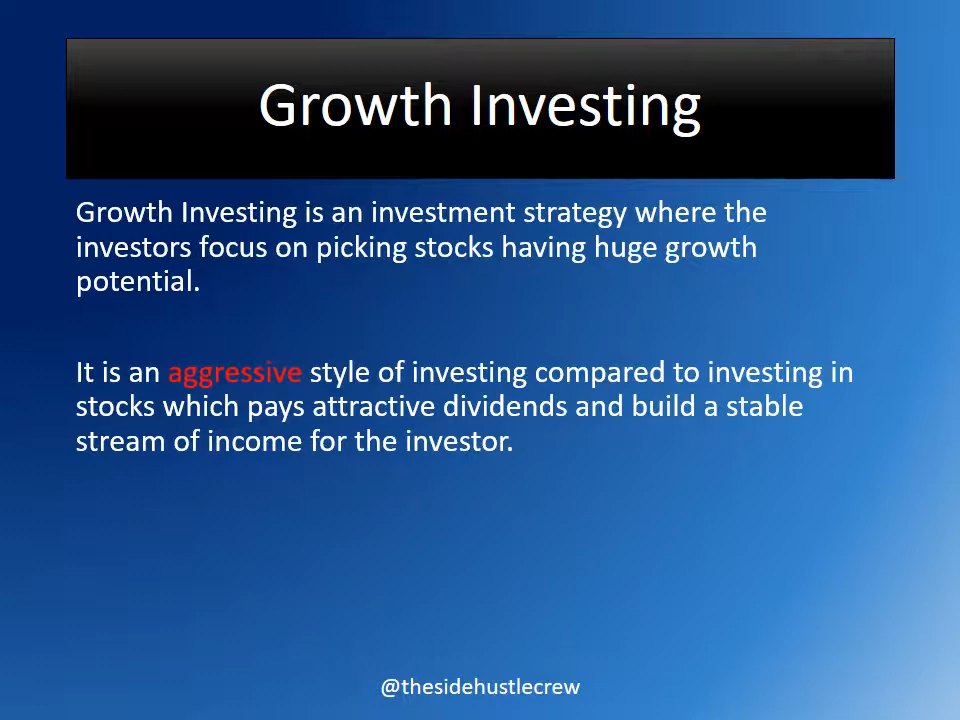 Growth Investing
Growth Investing is an investment strategy where the
investors focus on picking stocks having huge growth
potential.
It is an aggressive style of investing compared to investing in
stocks which pays attractive dividends and build a stable
stream of income for the investor.
@thesidehustlecrew